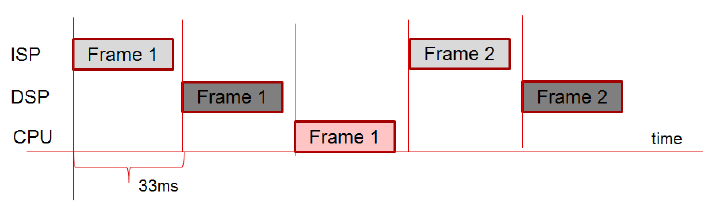 ISP Frame 1 Frame 2
DSP Frame 1 Frame 2
CPU Frame 1 time
33ms